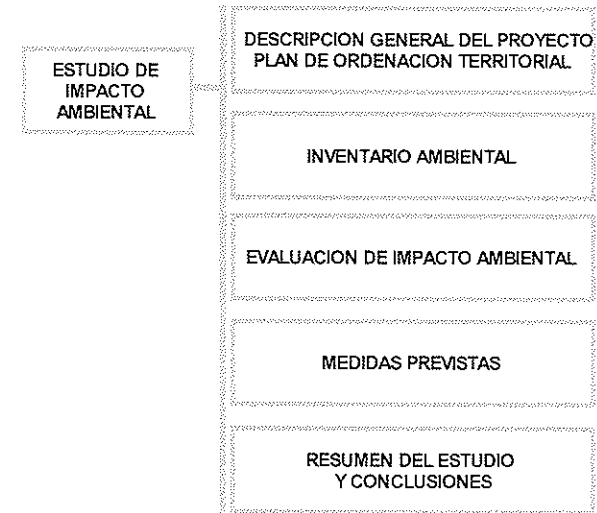 ESTUDIO DE
IMPACTO
AMBIENTAL
DESCRIPCION GENERAL DEL PROYECTO
PLAN DE ORDENACION TERRITORIAL
INVENTARIO AMBIENTAL
EVALUACION DE IMPACTO AMBIENTAL
MEDIDAS PREVISTAS
RESUMEN DEL ESTUDIO
Y CONCLUSIONES